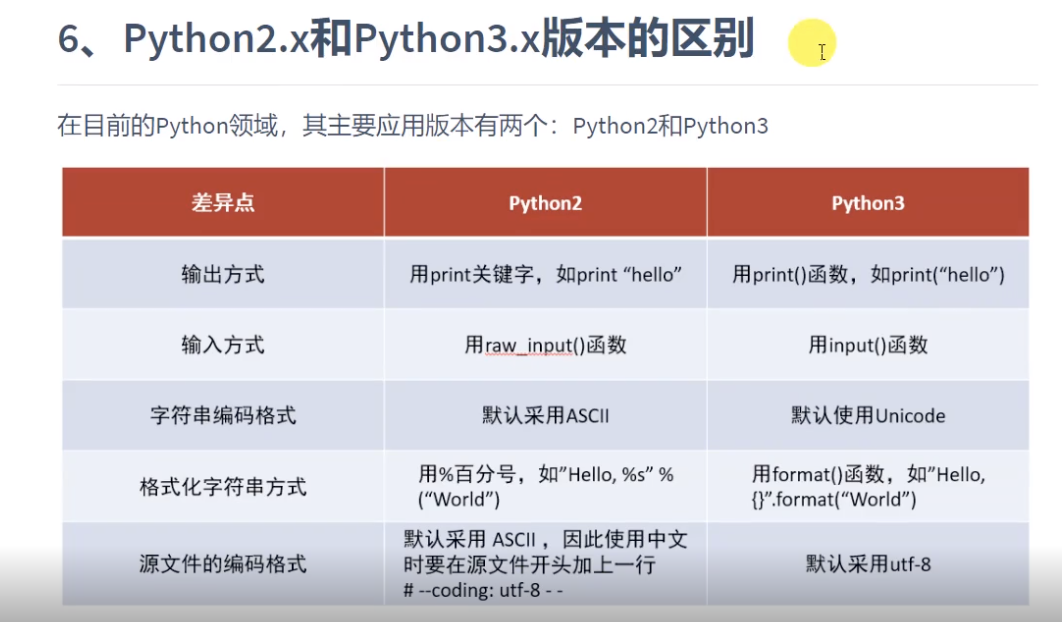 6、Python2.x和Python3.x版本的区别
在目前的Python领域，其主要应用版本有两个：Python2和Python3
差异点 Python2 Python3
输出方式 用print关键字，如print “hello” 用print()函数，如print(“hello”)
输入方式 用raw_input()函数 用input()函数
字符串编码格式 默认采用ASCII 默认使用Unicode
格式化字符串方式
用%百分号，如”Hello, %s” %
(“World”)
用format()函数，如”Hello,
{}”.format(“World”)
源文件的编码格式
默认采用 ASCII ，因此使用中文
时要在源文件开头加上一行
# --coding: utf-8 - -
默认采用utf-8